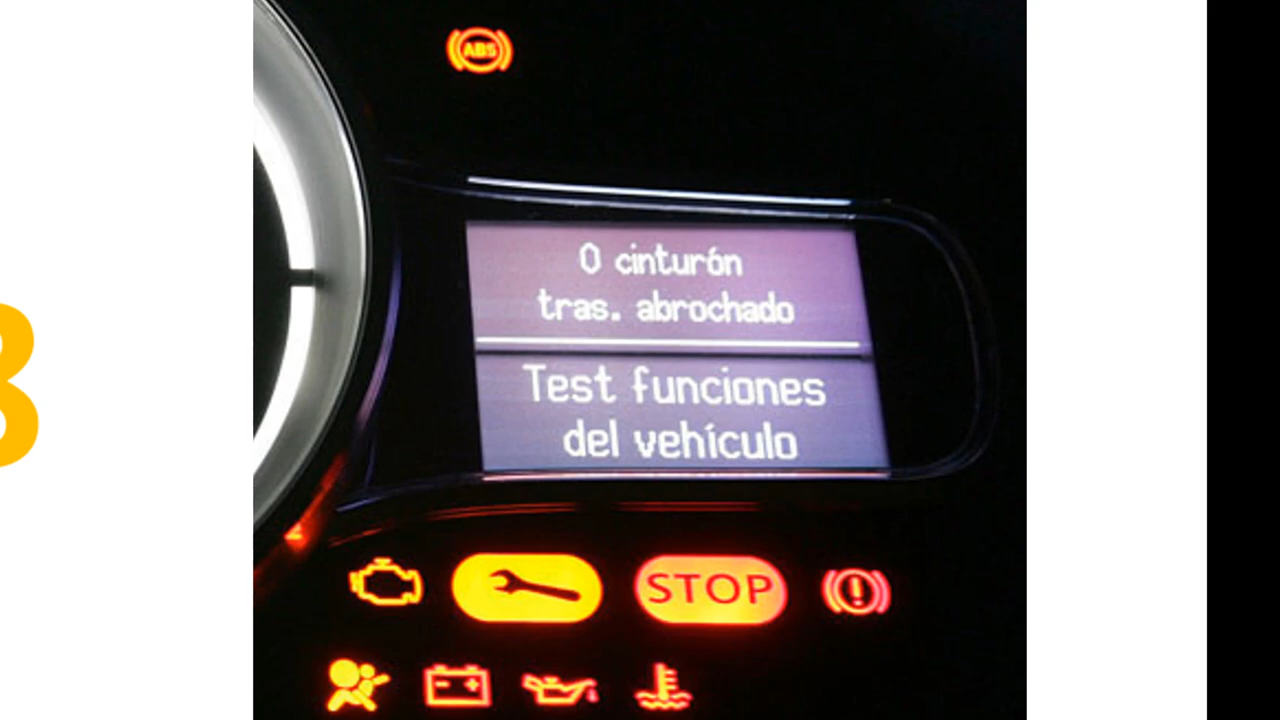 ABS
0 cinturón
tras. abrochado
Test funciones
del vehículo
STOP